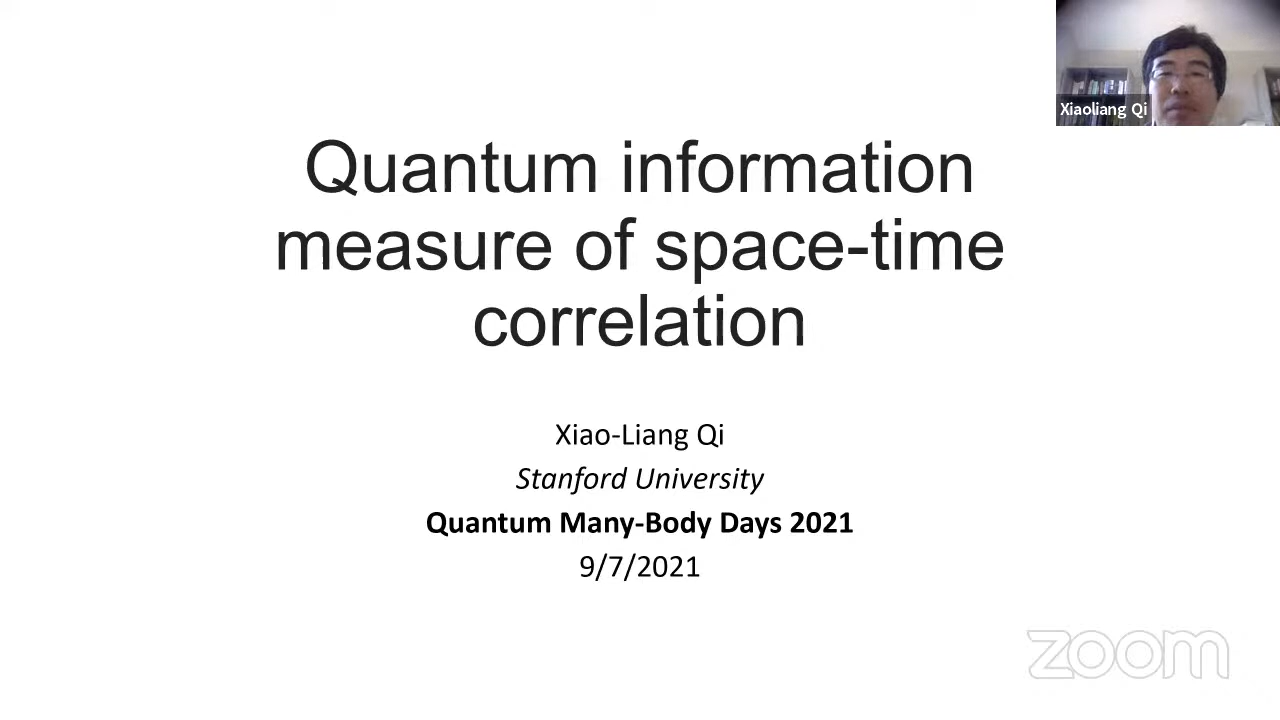 Xiaoliang Qi
Quantum information
measure of space-time
correlation
Xiao-Liang Qi
Stanford University
Quantum Many-Body Days 2021
9/7/2021
zoom